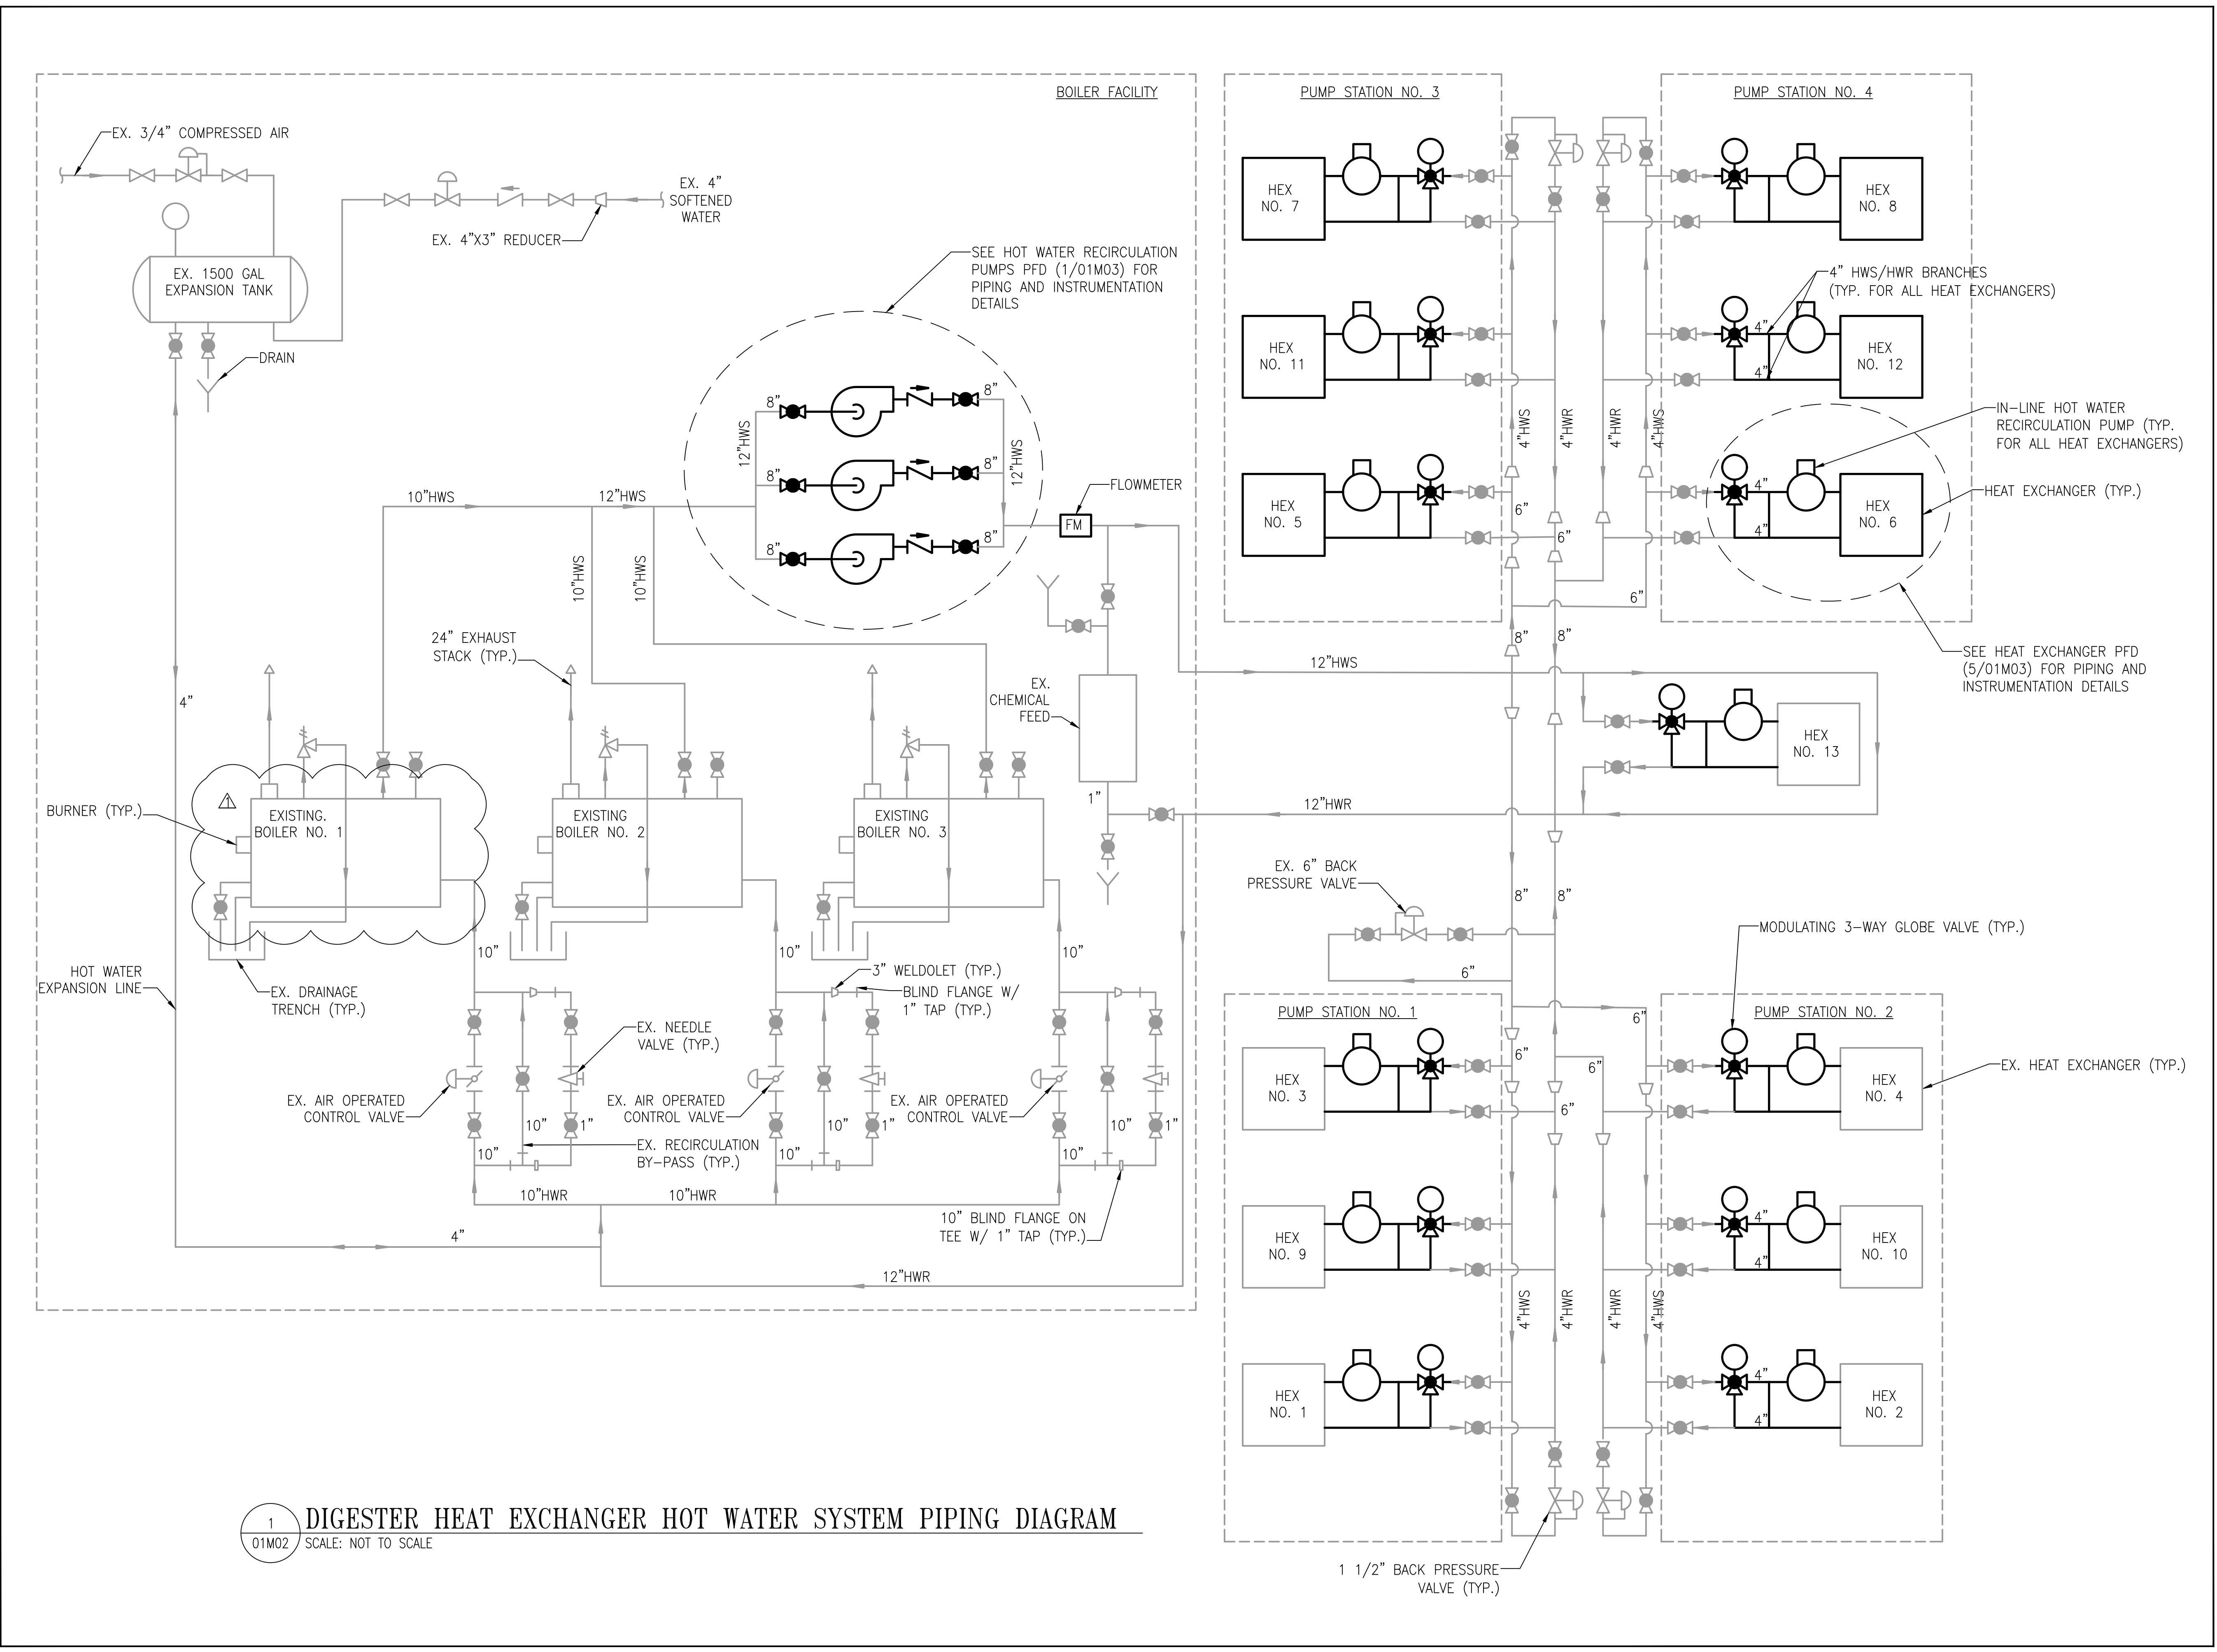 BOILER FACILITY
EX. 3/4" COMPRESSED AIR
EX. 4"
SOFTENED
WATER
EX. 4"X3" REDUCER
EX. 1500 GAL
EXPANSION TANK
DRAIN
SEE HOT WATER RECIRCULATION
PUMPS PFD (1/01M03) FOR
PIPING AND INSTRUMENTATION
DETAILS
8"
8"
8"
8"
8"
8"
12"HWS
12"HWS
10"HWS
12"HWS
10"HWS
10"HWS
FLOWMETER
FM
24" EXHAUST
STACK (TYP.)
4"
EX.
CHEMICAL
FEED
1"
BURNER (TYP.)
1
EXISTING.
BOILER NO. 1
EXISTING
BOILER NO. 2
EXISTING
BOILER NO. 3
HOT WATER
EXPANSION LINE
EX. DRAINAGE
TRENCH (TYP.)
10"
10"
10"
3" WELDOLET (TYP.)
BLIND FLANGE W/
1" TAP (TYP.)
EX. NEEDLE
VALVE (TYP.)
EX. AIR OPERATED
CONTROL VALVE
EX. AIR OPERATED
CONTROL VALVE
EX. AIR OPERATED
CONTROL VALVE
10"
1"
10"
1"
10"
1"
EX. RECIRCULATION
BY-PASS (TYP.)
10"
10"
10"
10"HWR
10"HWR
10" BLIND FLANGE ON
TEE W/ 1" TAP (TYP.)
4"
12"HWR
PUMP STATION NO. 3
HEX
NO. 7
HEX
NO. 11
HEX
NO. 5
4"HWS
4"HWR
4"HWR
4"HWS
6"
6"
6"
8"
8"
PUMP STATION NO. 4
HEX
NO. 8
4" HWS/HWR BRANCHES
(TYP. FOR ALL HEAT EXCHANGERS)
4"
4"
HEX
NO. 12
IN-LINE HOT WATER
RECIRCULATION PUMP (TYP.
FOR ALL HEAT EXCHANGERS)
4"
4"
HEX
NO. 6
HEAT EXCHANGER (TYP.)
SEE HEAT EXCHANGER PFD
(5/01M03) FOR PIPING AND
INSTRUMENTATION DETAILS
12"HWS
HEX
NO. 13
12"HWR
EX. 6" BACK
PRESSURE VALVE
8"
8"
6"
MODULATING 3-WAY GLOBE VALVE (TYP.)
PUMP STATION NO. 1
HEX
NO. 3
HEX
NO. 9
HEX
NO. 1
6"
6"
6"
6"
4"HWS
4"HWR
4"HWR
4"HWS
PUMP STATION NO. 2
HEX
NO. 4
EX. HEAT EXCHANGER (TYP.)
4"
4"
HEX
NO. 10
4"
4"
HEX
NO. 2
1 1/2" BACK PRESSURE
VALVE (TYP.)
1
01M02
DIGESTER HEAT EXCHANGER HOT WATER SYSTEM PIPING DIAGRAM
SCALE: NOT TO SCALE